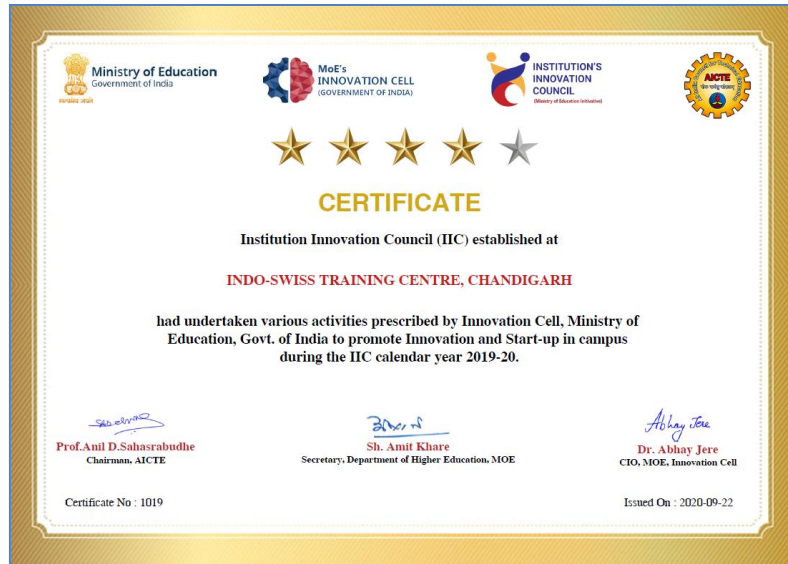 Ministry of Education
Government of India
सत्यमेव जयते
MoE's
INNOVATION CELL
(GOVERNMENT OF INDIA)
INSTITUTION'S
INNOVATION
COUNCIL
(Ministry of Education Initiative)
AICTE
CERTIFICATE
Institution Innovation Council (IIC) established at
INDO-SWISS TRAINING CENTRE, CHANDIGARH
had undertaken various activities prescribed by Innovation Cell, Ministry of
Education, Govt. of India to promote Innovation and Start-up in campus
during the IIC calendar year 2019-20.
Abhay Jere
Prof.Anil D.Sahasrabudhe
Chairman, AICTE
Sh. Amit Khare
Secretary, Department of Higher Education, MOE
Dr. Abhay Jere
CIO, MOE, Innovation Cell
Certificate No : 1019
Issued On : 2020-09-22